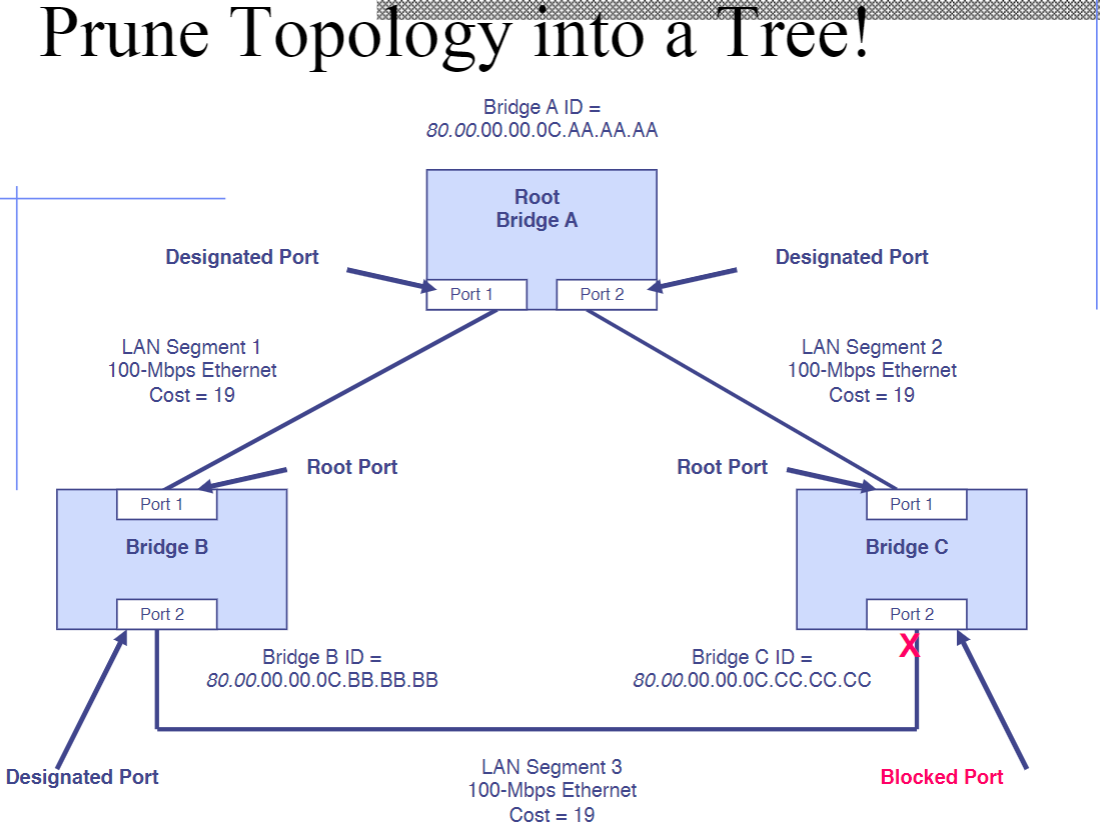 Prune Topology into a Tree!
Bridge A ID =
80.00.00.00.0C.AA.AA.AA
Root
Bridge A
Designated Port
Designated Port
Port 1
Port 2
LAN Segment 1
100-Mbps Ethernet
Cost = 19
LAN Segment 2
100-Mbps Ethernet
Cost = 19
Root Port
Root Port
Port 1
Bridge B
Port 2
Port 1
Bridge C
Port 2
X
Bridge B ID =
80.00.00.00.0C.BB.BB.BB
Bridge C ID =
80.00.00.00.0C.CC.CC.CC
Designated Port
LAN Segment 3
100-Mbps Ethernet
Cost = 19
Blocked Port